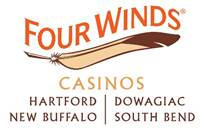 FOUR WINDS®
CASINOS
HARTFORD | DOWAGIAC
NEW BUFFALO | SOUTH BEND